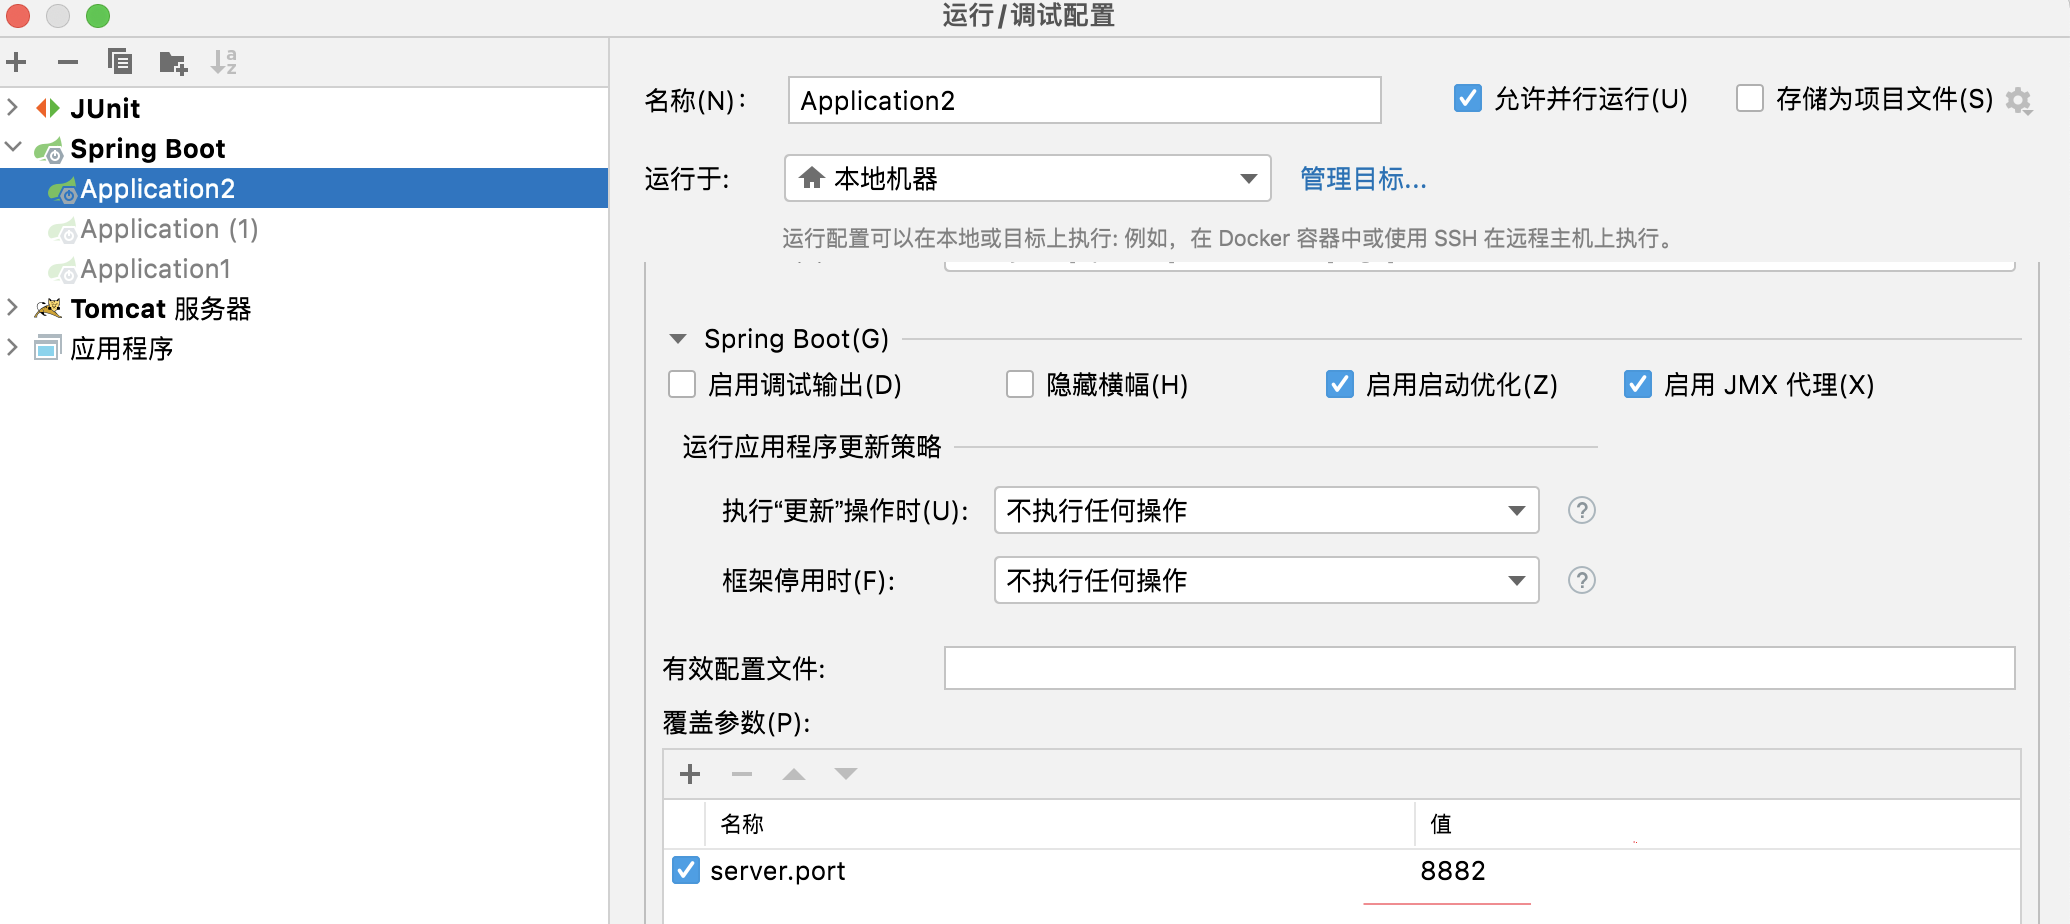 运行/调试配置
JUnit
Spring Boot
Application2
Application (1)
Application1
Tomcat 服务器
应用程序
名称(N): Application2 允许并行运行(U) 存储为项目文件(S)
运行于: 本地机器 管理目标...
运行配置可以在本地或目标上执行: 例如，在 Docker 容器中或使用 SSH 在远程主机上执行。
Spring Boot(G)
启用调试输出(D) 隐藏横幅(H) 启用启动优化(Z) 启用 JMX 代理(X)
运行应用程序更新策略
执行“更新”操作时(U): 不执行任何操作 ?
框架停用时(F): 不执行任何操作 ?
有效配置文件:
覆盖参数(P):
名称 值
server.port 8882